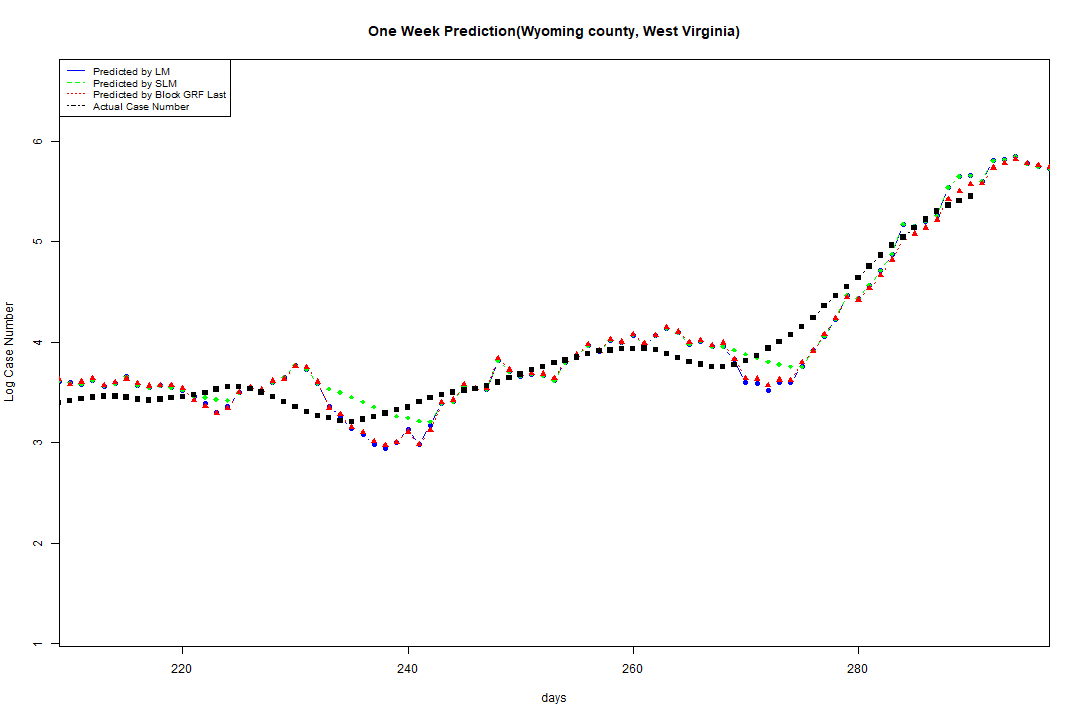 One Week Prediction(Wyoming county, West Virginia)
Predicted by LM
Predicted by SLM
Predicted by Block GRF Last
Actual Case Number
6
5
4
3
2
1
Log Case Number
220 240 260 280
days